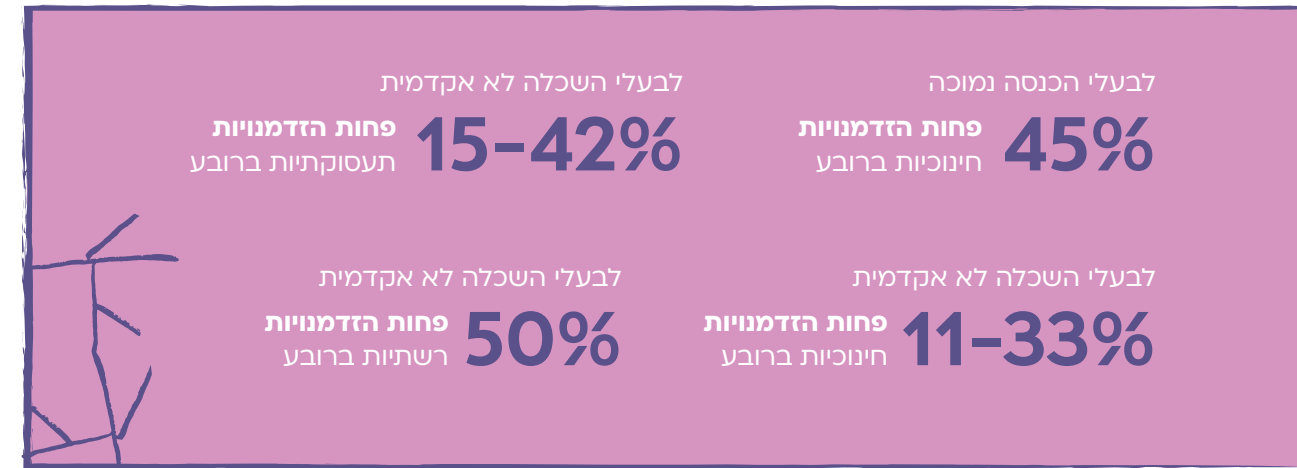 לבעלי הכנסה נמוכה
45%
פחות הזדמנויות
חינוכיות ברובע
לבעלי השכלה לא אקדמית
15-42%
פחות הזדמנויות
תעסוקתיות ברובע
לבעלי השכלה לא אקדמית
11-33%
פחות הזדמנויות
חינוכיות ברובע
לבעלי השכלה לא אקדמית
50%
פחות הזדמנויות
רשתיות ברובע